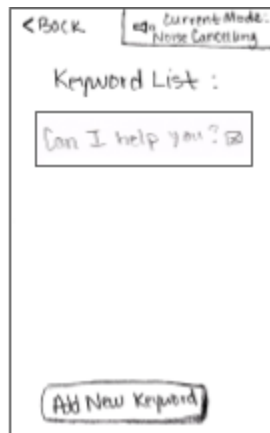 < BACK
Current Mode:
Noise Cancelling
Keyword List :
Can I help you?
Add New Keyword